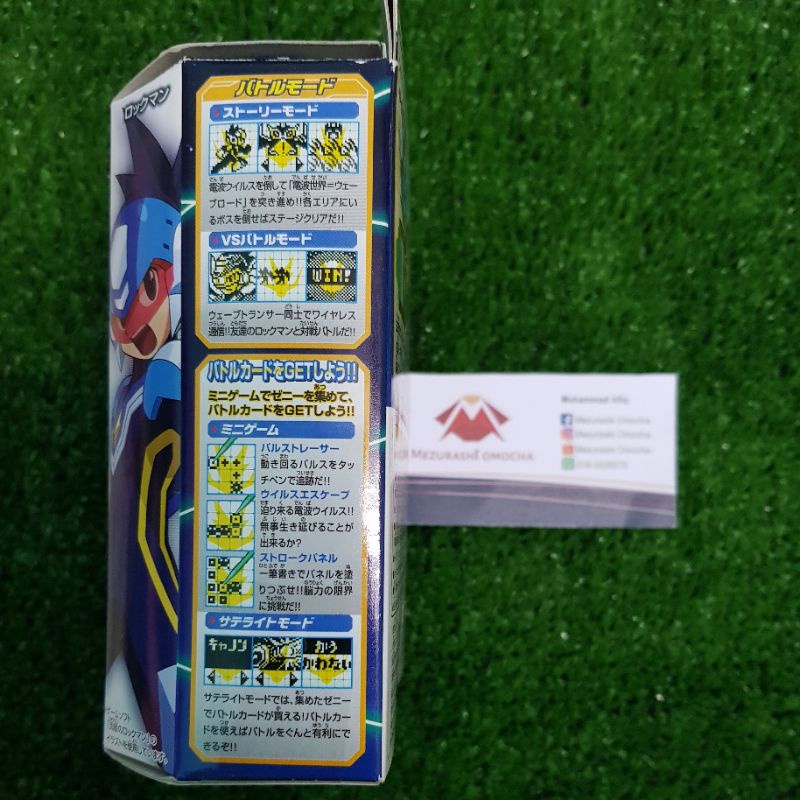 ロックマン
バトルモード
ストーリーモード
電波ウイルスを倒して「電波世界=ウェー
ブロード」を突き進め!!各エリアにい
るボスを倒せばステージクリアだ!!
VSバトルモード
WIN!
ウェーブトランサー同士でワイヤレス
通信!!友達のロックマンと対戦バトルだ!!
バトルカードをGETしよう!!
ミニゲームでゼニーを集めて、
バトルカードをGETしよう!!
ミニゲーム
パルストレーサー
動き回るパルスをタッ
チペンで追跡だ!!
ウイルスエスケープ
迫り来る電波ウイルス!!
無事生き延びることが
出来るか?
ストロークパネル
一筆書きでパネルを塗
りつぶせ!!脳力の限界
に挑戦だ!!
サテライトモード
キャノン
かう
かわない
サテライトモードでは、集めたゼニー
でバトルカードが買える!バトルカー
ドを使えばバトルをぐんと有利にで
きるぞ!!
MEZURASHI OMOCHA
Mezurashi Omocha
Mezurashi Omocha